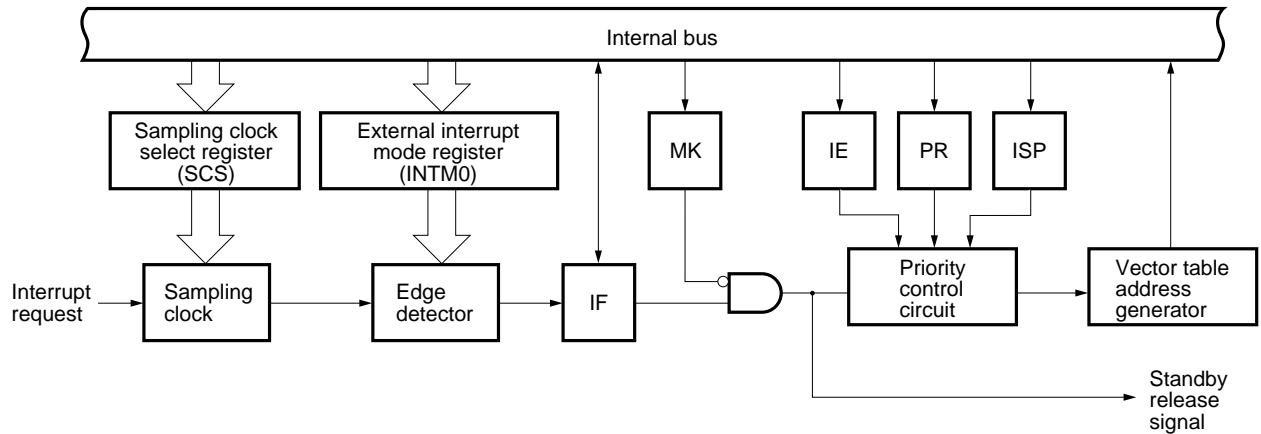 Internal bus
Sampling clock
select register
(SCS)
External interrupt
mode register
(INTM0)
MK
IE
PR
ISP
Interrupt
request
Sampling
clock
Edge
detector
IF
Priority
control
circuit
Vector table
address
generator
Standby
release
signal